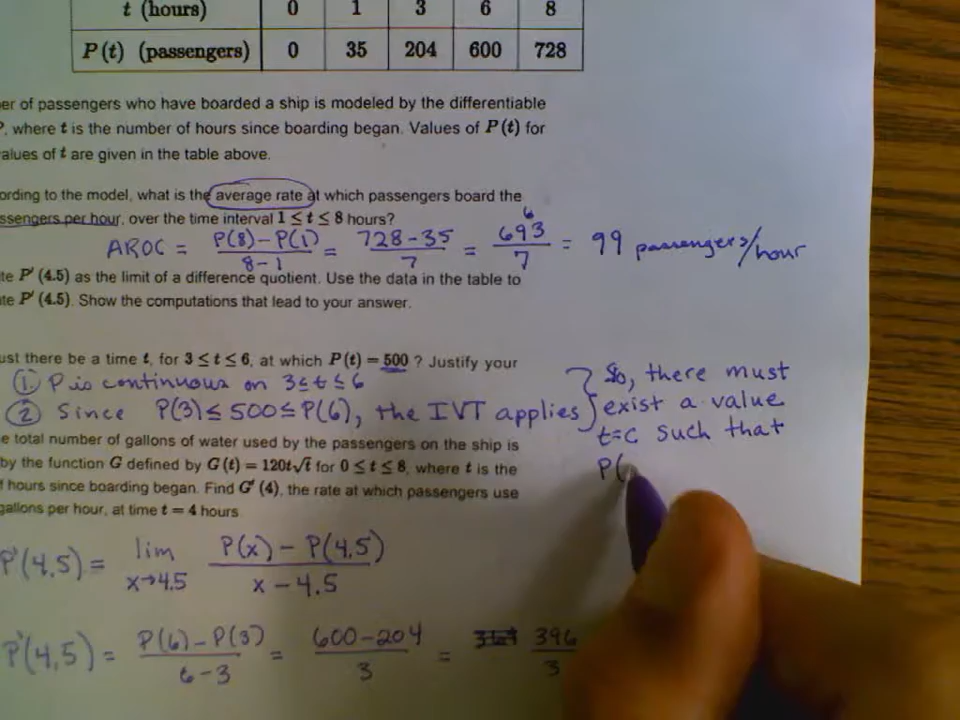 t (hours) 0 1 3 6 8
P(t) (passengers) 0 35 204 600 728
er of passengers who have boarded a ship is modeled by the differentiable
P, where t is the number of hours since boarding began. Values of P(t) for
alues of t are given in the table above.
ording to the model, what is the average rate at which passengers board the
ssengers per hour, over the time interval 1 ≤ t ≤ 8 hours?
AROC = P(8)-P(1) / 8-1 = 728-35 / 7 = 693 / 7 = 99 passengers/hour
6
te P'(4.5) as the limit of a difference quotient. Use the data in the table to
te P'(4.5). Show the computations that lead to your answer.
ust there be a time t, for 3 ≤ t ≤ 6, at which P(t) = 500? Justify your
① P is continuous on 3≤t≤6
② Since P(3)≤500≤P(6), the IVT applies
So, there must
exist a value
t=c such that
P(
e total number of gallons of water used by the passengers on the ship is
by the function G defined by G(t) = 120t√t for 0 ≤ t ≤ 8, where t is the
f hours since boarding began. Find G'(4), the rate at which passengers use
gallons per hour, at time t = 4 hours
P'(4.5) = lim x→4.5 P(x)-P(4.5) / x-4.5
P'(4.5) = P(6)-P(3) / 6-3 = 600-204 / 3 = 396 / 3